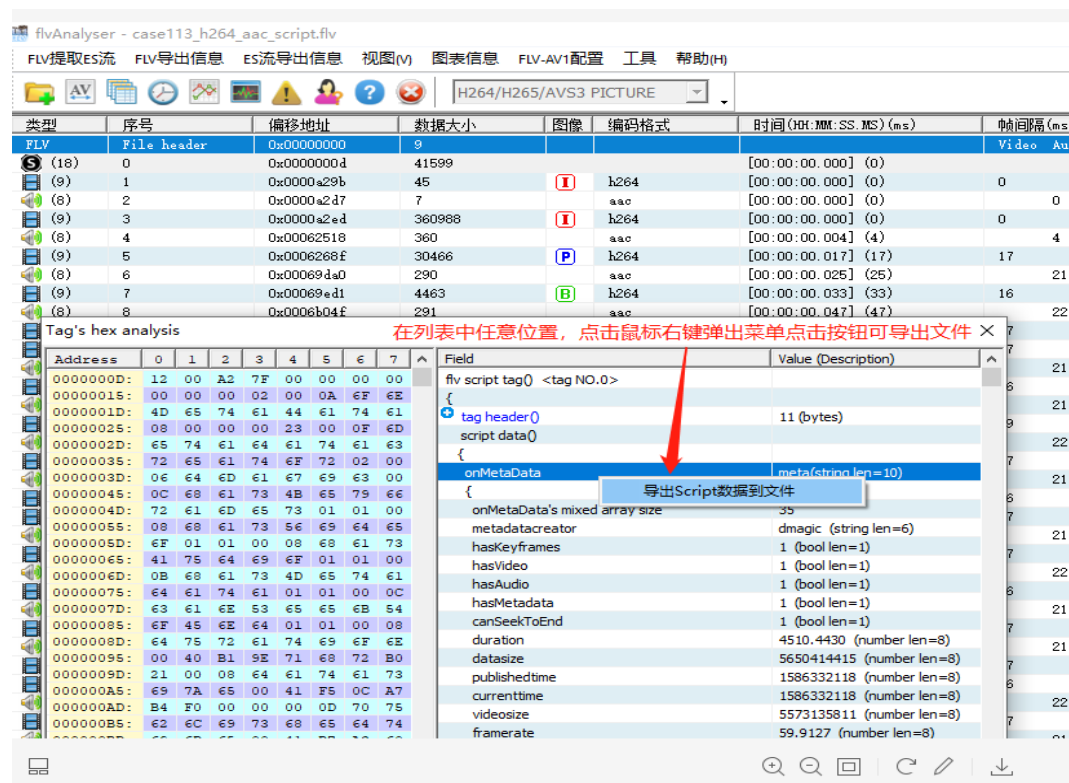 flvAnalyser - case113_h264_aac_script.flv
FLV提取ES流 FLV导出信息 ES流导出信息 视图(V) 图表信息 FLV-AV1配置 工具 帮助(H)
AV H264/H265/AVS3 PICTURE
类型 序号 偏移地址 数据大小 图像 编码格式 时间(HH:MM:SS.MS)(ms) 帧间隔(ms
FLV File header 0x00000000 9 Video Au
S (18) 0 0x0000000d 41599 [00:00:00.000] (0)
(9) 1 0x0000a29b 45 I h264 [00:00:00.000] (0) 0
(8) 2 0x0000a2d7 7 aac [00:00:00.000] (0) 0
(9) 3 0x0000a2ed 360988 I h264 [00:00:00.000] (0) 0
(8) 4 0x00062518 360 aac [00:00:00.004] (4) 4
(9) 5 0x0006268f 30466 P h264 [00:00:00.017] (17) 17
(8) 6 0x00069da0 290 aac [00:00:00.025] (25) 21
(9) 7 0x00069ed1 4463 B h264 [00:00:00.033] (33) 16
(8) 8 0x0006b04f 291 aac [00:00:00.047] (47) 22
Tag's hex analysis 在列表中任意位置，点击鼠标右键弹出菜单点击按钮可导出文件
Address 0 1 2 3 4 5 6 7 Field Value (Description)
0000000D: 12 00 A2 7F 00 00 00 00 flv script tag() <tag NO.0>
00000015: 00 00 00 02 00 0A 6F 6E {
0000001D: 4D 65 74 61 44 61 74 61 tag header() 11 (bytes)
00000025: 08 00 00 00 23 00 0F 6D script data()
0000002D: 65 74 61 64 61 74 61 63 {
00000035: 72 65 61 74 6F 72 02 00 onMetaData meta(string len=10)
0000003D: 06 64 6D 61 67 69 63 00 { 导出Script数据到文件
00000045: 0C 68 61 73 4B 65 79 66 onMetaData's mixed array size 35
0000004D: 72 61 6D 65 73 01 01 00 metadatacreator dmagic (string len=6)
00000055: 08 68 61 73 56 69 64 65 hasKeyframes 1 (bool len=1)
0000005D: 6F 01 01 00 08 68 61 73 hasVideo 1 (bool len=1)
00000065: 41 75 64 69 6F 01 01 00 hasAudio 1 (bool len=1)
0000006D: 0B 68 61 73 4D 65 74 61 hasMetadata 1 (bool len=1)
00000075: 64 61 74 61 01 01 00 0C canSeekToEnd 1 (bool len=1)
0000007D: 63 61 6E 53 65 65 6B 54 duration 4510.4430 (number len=8)
00000085: 6F 45 6E 64 01 01 00 08 datasize 5650414415 (number len=8)
0000008D: 64 75 72 61 74 69 6F 6E publishedtime 1586332118 (number len=8)
00000095: 00 40 B1 9E 71 68 72 B0 currenttime 1586332118 (number len=8)
0000009D: 21 00 08 64 61 74 61 73 videosize 5573135811 (number len=8)
000000A5: 69 7A 65 00 41 F5 0C A7 framerate 59.9127 (number len=8)
000000AD: B4 F0 00 00 00 0D 70 75
000000B5: 62 6C 69 73 68 65 64 74